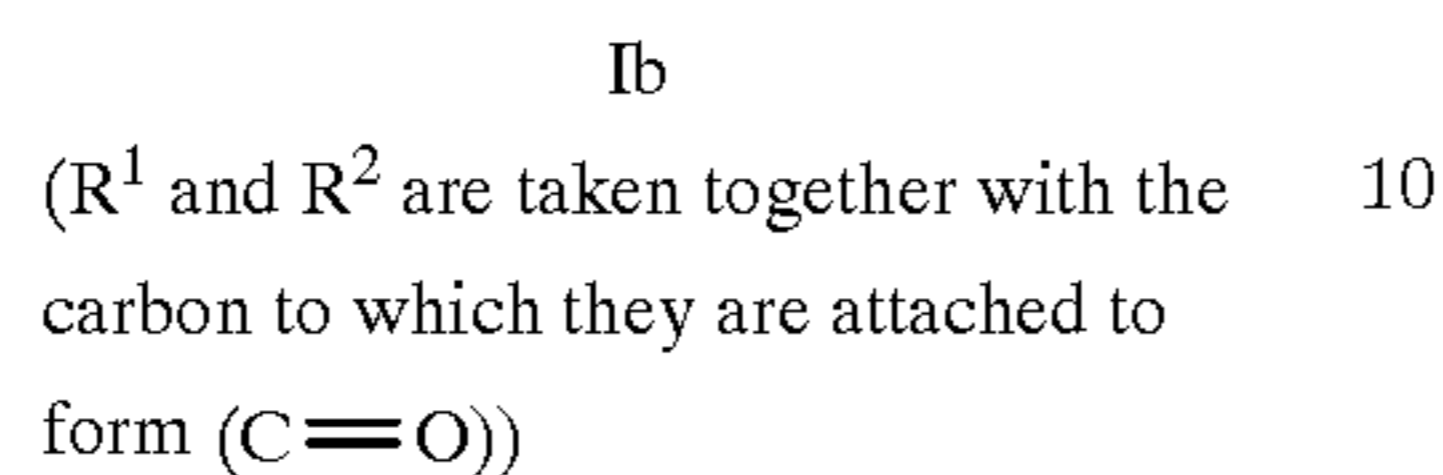 Ib
(R¹ and R² are taken together with the 10
carbon to which they are attached to
form (C=O))